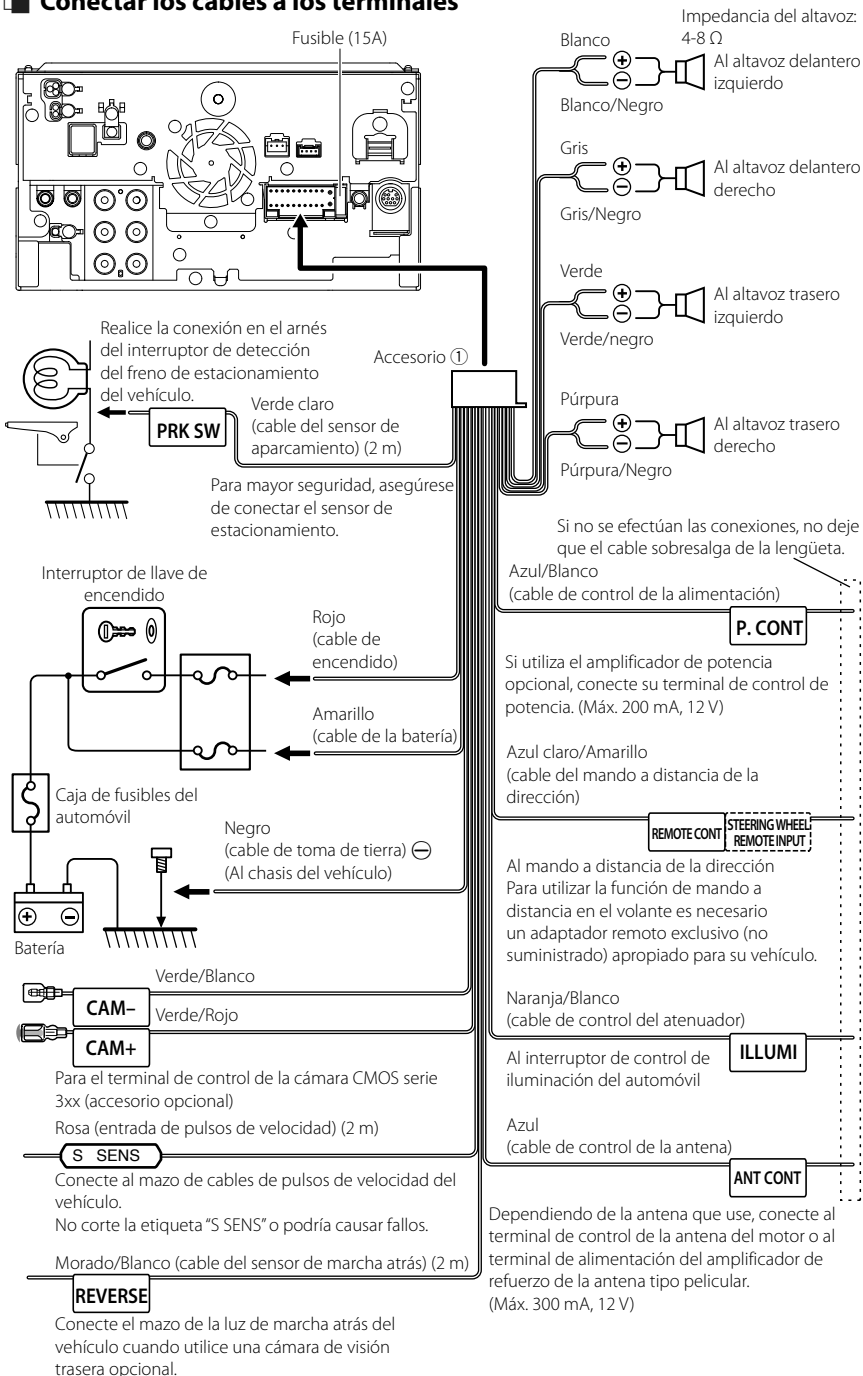 Conectar los cables a los terminales
Fusible (15A)
Impedancia del altavoz:
4-8 Ω
Blanco
Al altavoz delantero
izquierdo
Blanco/Negro
Gris
Al altavoz delantero
derecho
Gris/Negro
Verde
Al altavoz trasero
izquierdo
Verde/negro
Púrpura
Al altavoz trasero
derecho
Púrpura/Negro
Realice la conexión en el arnés
del interruptor de detección
del freno de estacionamiento
del vehículo.
Accesorio ①
PRK SW
Verde claro
(cable del sensor de
aparcamiento) (2 m)
Para mayor seguridad, asegúrese
de conectar el sensor de
estacionamiento.
Si no se efectúan las conexiones, no deje
que el cable sobresalga de la lengüeta.
Interruptor de llave de
encendido
Rojo
(cable de
encendido)
Amarillo
(cable de la batería)
Caja de fusibles del
automóvil
Negro
(cable de toma de tierra) ⊖
(Al chasis del vehículo)
Batería
Azul/Blanco
(cable de control de la alimentación)
P. CONT
Si utiliza el amplificador de potencia
opcional, conecte su terminal de control de
potencia. (Máx. 200 mA, 12 V)
Azul claro/Amarillo
(cable del mando a distancia de la
dirección)
REMOTE CONT
STEERING WHEEL
REMOTE INPUT
Al mando a distancia de la dirección
Para utilizar la función de mando a
distancia en el volante es necesario
un adaptador remoto exclusivo (no
suministrado) apropiado para su vehículo.
Verde/Blanco
CAM–
Verde/Rojo
CAM+
Para el terminal de control de la cámara CMOS serie
3xx (accesorio opcional)
Naranja/Blanco
(cable de control del atenuador)
ILLUMI
Al interruptor de control de
iluminación del automóvil
Rosa (entrada de pulsos de velocidad) (2 m)
S SENS
Conecte al mazo de cables de pulsos de velocidad del
vehículo.
No corte la etiqueta “S SENS” o podría causar fallos.
Azul
(cable de control de la antena)
ANT CONT
Dependiendo de la antena que use, conecte al
terminal de control de la antena del motor o al
terminal de alimentación del amplificador de
refuerzo de la antena tipo pelicular.
(Máx. 300 mA, 12 V)
Morado/Blanco (cable del sensor de marcha atrás) (2 m)
REVERSE
Conecte el mazo de la luz de marcha atrás del
vehículo cuando utilice una cámara de visión
trasera opcional.